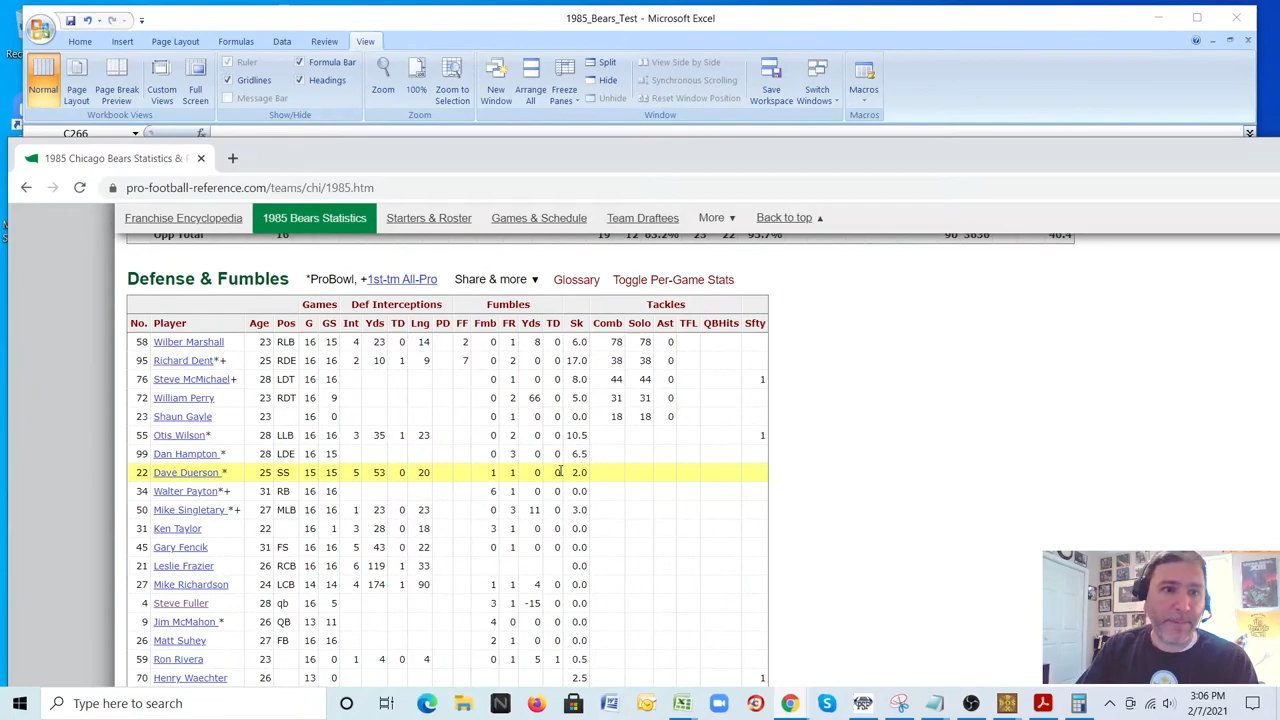 1985_Bears_Test - Microsoft Excel
Home Insert Page Layout Formulas Data Review View
Ruler Formula Bar
Gridlines Headings
Message Bar
Normal Page Layout Page Break Preview Custom Views Full Screen
Zoom 100% Zoom to Selection
New Window Arrange All Freeze Panes
Split
Hide
Unhide
View Side by Side
Synchronous Scrolling
Reset Window Position
Save Workspace Switch Windows Macros
Workbook Views Show/Hide Zoom Window Macros
C266
1985 Chicago Bears Statistics &
pro-football-reference.com/teams/chi/1985.htm
Franchise Encyclopedia 1985 Bears Statistics Starters & Roster Games & Schedule Team Draftees More ▼ Back to top ▲
Opp Total 16 19 12 63.2% 23 22 95.7% 90 3636 40.4
Defense & Fumbles *ProBowl, +1st-tm All-Pro Share & more ▼ Glossary Toggle Per-Game Stats
Games Def Interceptions Fumbles Tackles
No. Player Age Pos G GS Int Yds TD Lng PD FF Fmb FR Yds TD Sk Comb Solo Ast TFL QBHits Sfty
58 Wilber Marshall 23 RLB 16 15 4 23 0 14 2 0 1 8 0 6.0 78 78 0
95 Richard Dent*+ 25 RDE 16 16 2 10 1 9 7 0 2 0 0 17.0 38 38 0
76 Steve McMichael+ 28 LDT 16 16 0 1 0 0 8.0 44 44 0 1
72 William Perry 23 RDT 16 9 0 2 66 0 5.0 31 31 0
23 Shaun Gayle 23 16 0 0 1 0 0 0.0 18 18 0
55 Otis Wilson* 28 LLB 16 16 3 35 1 23 0 2 0 0 10.5 1
99 Dan Hampton * 28 LDE 16 15 0 3 0 0 6.5
22 Dave Duerson * 25 SS 15 15 5 53 0 20 1 1 0 0 2.0
34 Walter Payton*+ 31 RB 16 16 6 1 0 0 0.0
50 Mike Singletary *+ 27 MLB 16 16 1 23 0 23 0 3 11 0 3.0
31 Ken Taylor 22 16 1 3 28 0 18 3 1 0 0 0.0
45 Gary Fencik 31 FS 16 16 5 43 0 22 0 1 0 0 0.0
21 Leslie Frazier 26 RCB 16 16 6 119 1 33 0.0
27 Mike Richardson 24 LCB 14 14 4 174 1 90 1 1 4 0 0.0
4 Steve Fuller 28 qb 16 5 3 1 -15 0 0.0
9 Jim McMahon * 26 QB 13 11 4 0 0 0 0.0
26 Matt Suhey 27 FB 16 16 2 1 0 0 0.0
59 Ron Rivera 23 16 0 1 4 0 4 0 1 5 1 0.5
70 Henry Waechter 26 13 0 2.5 1
Type here to search
3:06 PM
2/7/2021